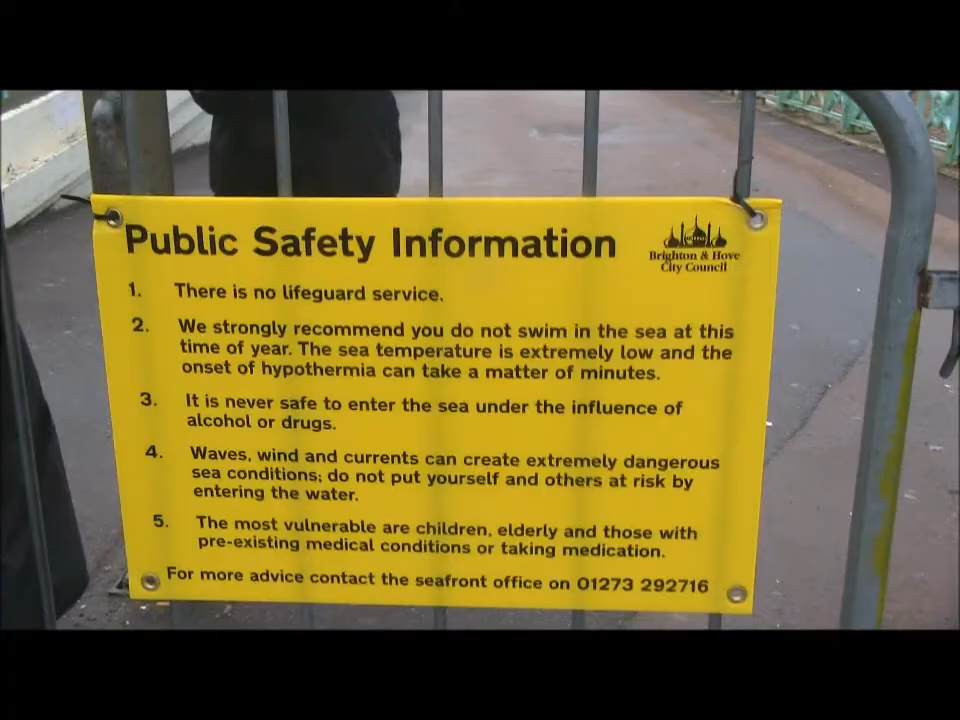 Public Safety Information
Brighton & Hove
City Council
1. There is no lifeguard service.
2. We strongly recommend you do not swim in the sea at this
time of year. The sea temperature is extremely low and the
onset of hypothermia can take a matter of minutes.
3. It is never safe to enter the sea under the influence of
alcohol or drugs.
4. Waves, wind and currents can create extremely dangerous
sea conditions; do not put yourself and others at risk by
entering the water.
5. The most vulnerable are children, elderly and those with
pre-existing medical conditions or taking medication.
For more advice contact the seafront office on 01273 292716